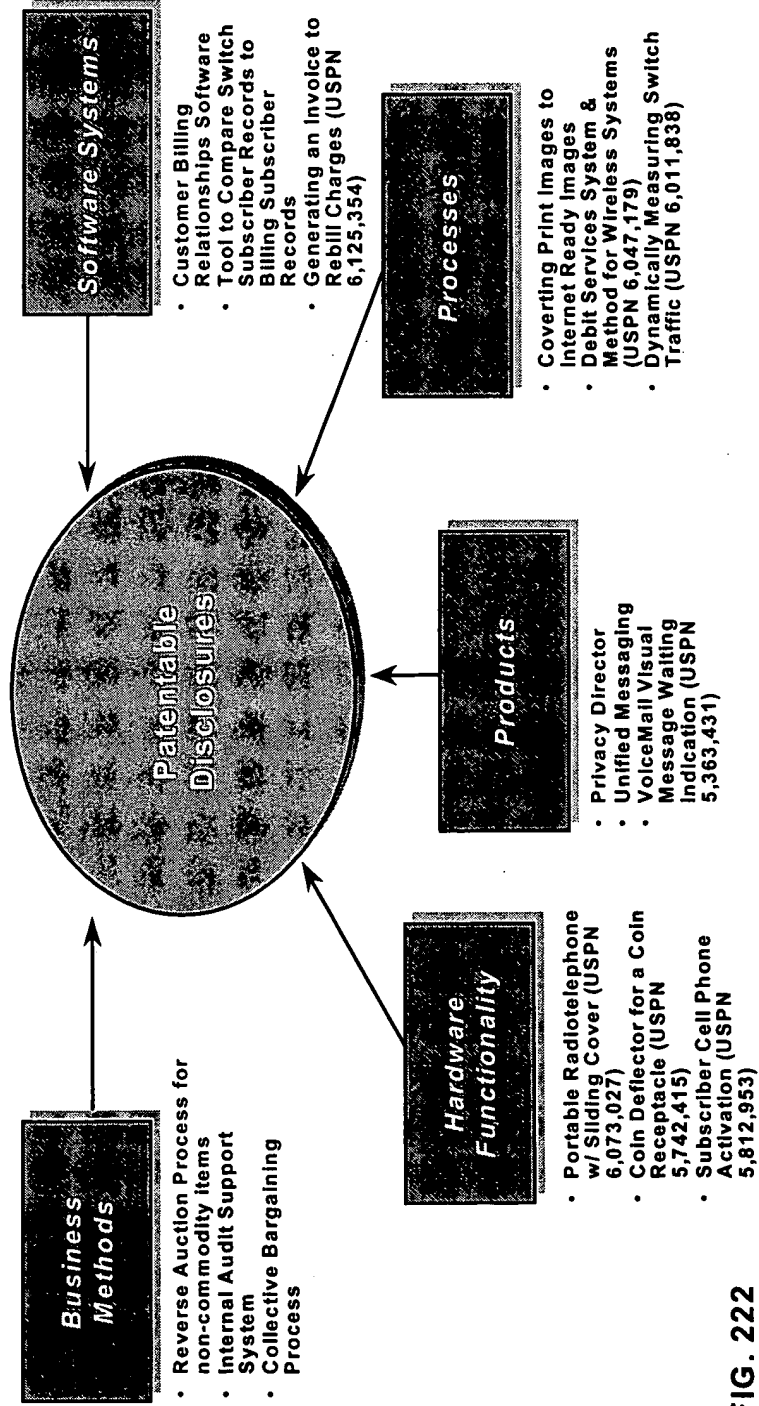 Business
Methods
• Reverse Auction Process for
non-commodity items
• Internal Audit Support
System
• Collective Bargaining
Process
Patentable
Disclosures
Software Systems
• Customer Billing
Relationships Software
• Tool to Compare Switch
Subscriber Records to
Billing Subscriber
Records
• Generating an Invoice to
Rebill Charges (USPN
6,125,354)
Hardware
Functionality
• Portable Radiotelephone
w/ Sliding Cover (USPN
6,073,027)
• Coin Deflector for a Coin
Receptacle (USPN
5,742,415)
• Subscriber Cell Phone
Activation (USPN
5,812,953)
Products
• Privacy Director
• Unified Messaging
• VoiceMail Visual
Message Waiting
Indication (USPN
5,363,431)
Processes
• Coverting Print Images to
Internet Ready Images
• Debit Services System &
Method for Wireless Systems
(USPN 6,047,179)
• Dynamically Measuring Switch
Traffic (USPN 6,011,838)
FIG. 222